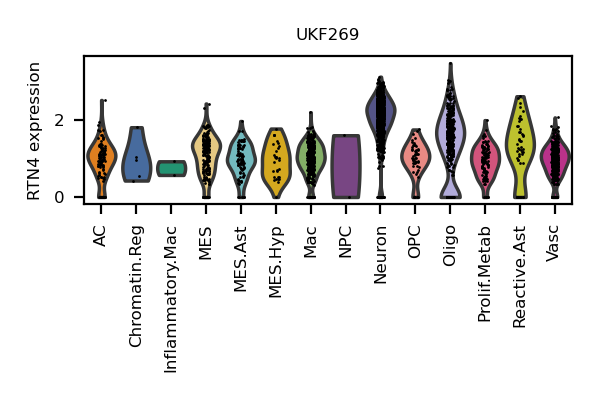 UKF269
RTN4 expression
2
0
AC
Chromatin.Reg
Inflammatory.Mac
MES
MES.Ast
MES.Hyp
Mac
NPC
Neuron
OPC
Oligo
Prolif.Metab
Reactive.Ast
Vasc